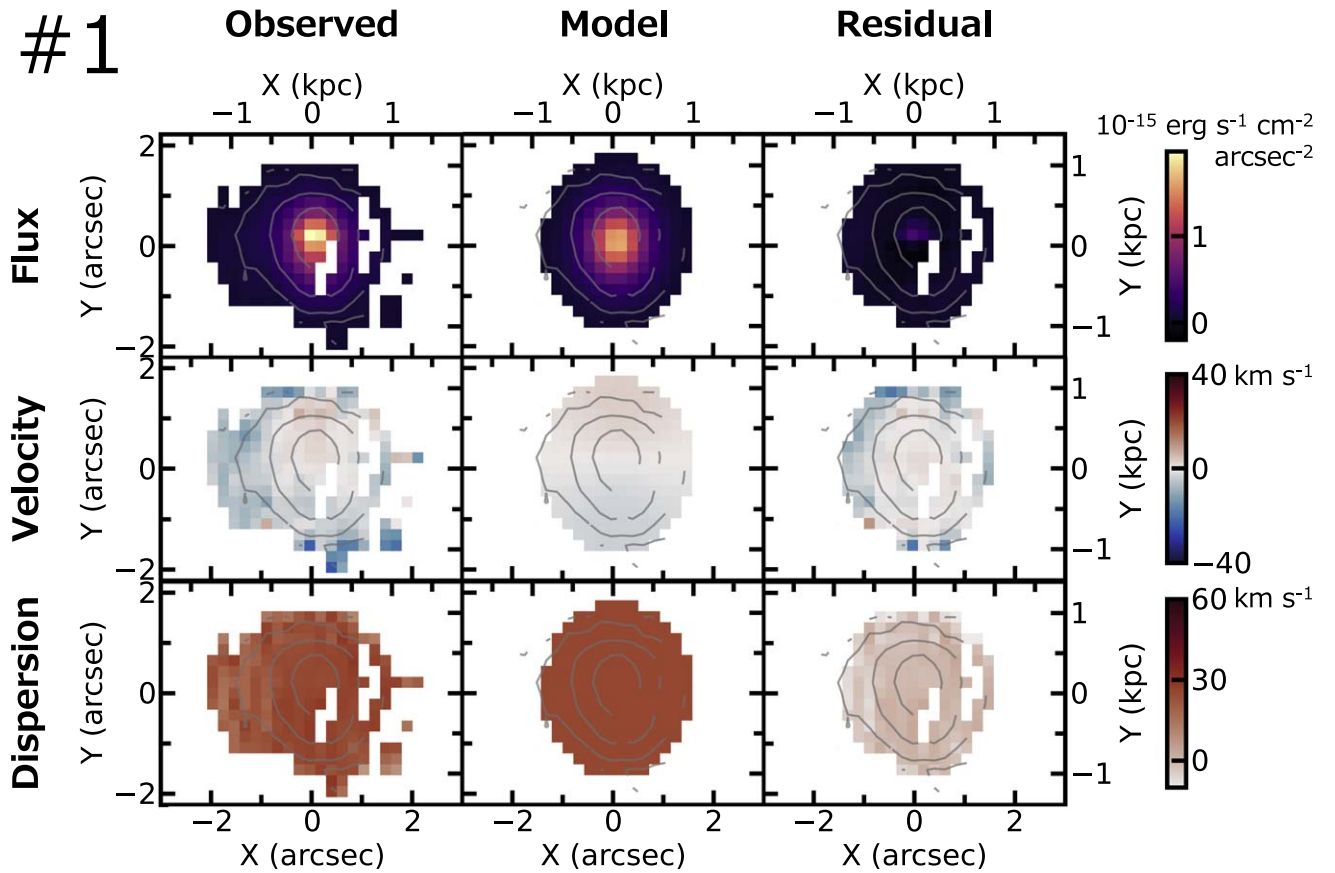 #1
Observed Model Residual
X (kpc) X (kpc) X (kpc)
−1 0 1 −1 0 1 −1 0 1
10⁻¹⁵ erg s⁻¹ cm⁻²
arcsec⁻²
Flux
Y (arcsec)
2
0
−2
Y (kpc)
1
0
−1
1
0
Velocity
Y (arcsec)
2
0
−2
Y (kpc)
1
0
−1
40 km s⁻¹
0
−40
Dispersion
Y (arcsec)
2
0
−2
Y (kpc)
1
0
−1
60 km s⁻¹
30
0
−2 0 2 −2 0 2 −2 0 2
X (arcsec) X (arcsec) X (arcsec)